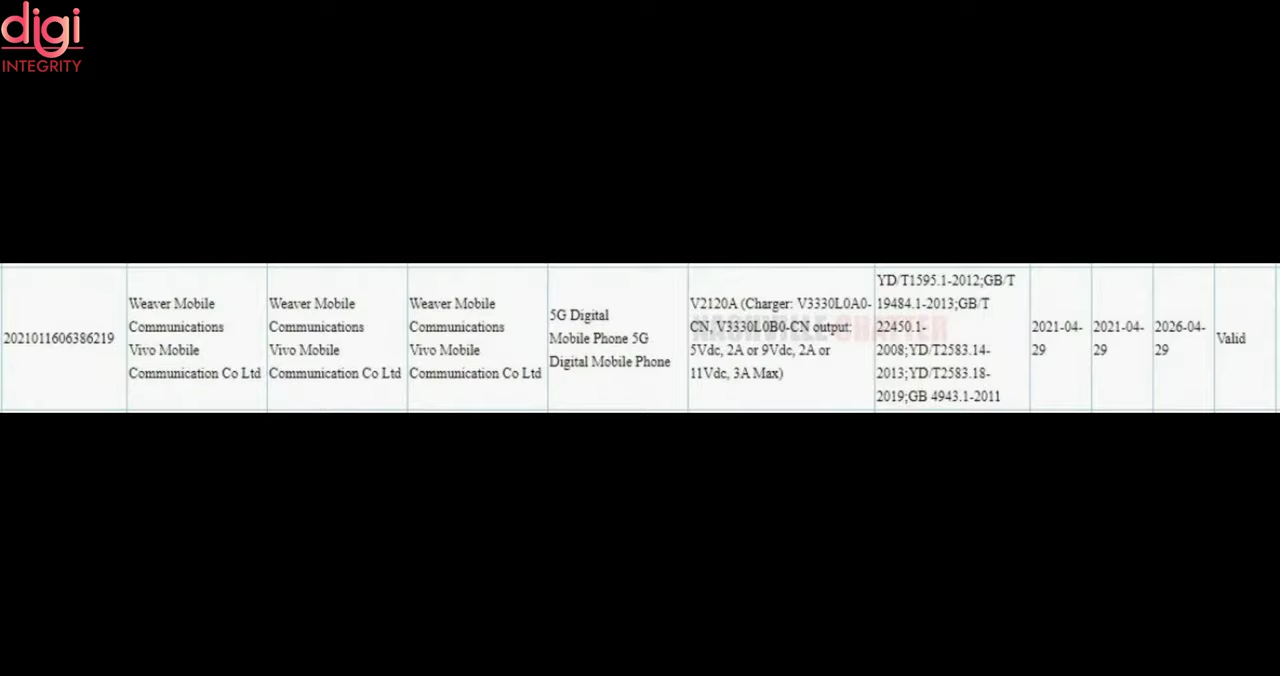 digi
INTEGRITY
2021011606386219
Weaver Mobile
Communications
Vivo Mobile
Communication Co Ltd
Weaver Mobile
Communications
Vivo Mobile
Communication Co Ltd
Weaver Mobile
Communications
Vivo Mobile
Communication Co Ltd
5G Digital
Mobile Phone 5G
Digital Mobile Phone
V2120A (Charger: V3330L0A0-
CN, V3330L0B0-CN output:
5Vdc, 2A or 9Vdc, 2A or
11Vdc, 3A Max)
NASHVILLE CHATTER
YD/T1595.1-2012;GB/T
19484.1-2013;GB/T
22450.1-
2008;YD/T2583.14-
2013;YD/T2583.18-
2019;GB 4943.1-2011
2021-04-
29
2021-04-
29
2026-04-
29
Valid